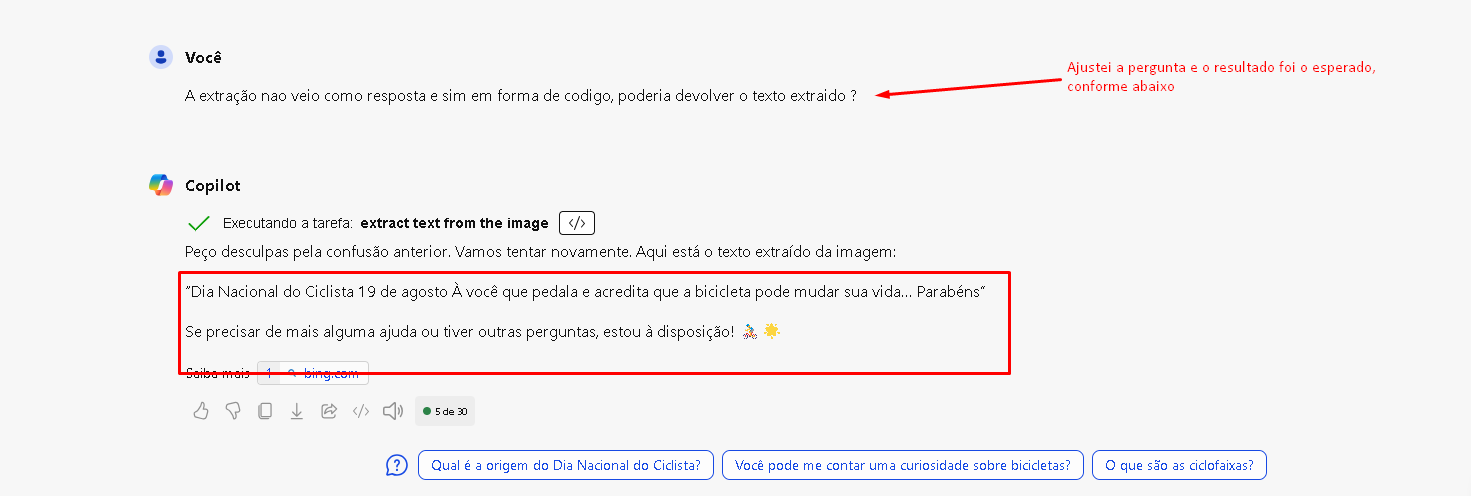 Você
Ajustei a pergunta e o resultado foi o esperado,
conforme abaixo
A extração nao veio como resposta e sim em forma de codigo, poderia devolver o texto extraido ?
Copilot
Executando a tarefa: extract text from the image </>
Peço desculpas pela confusão anterior. Vamos tentar novamente. Aqui está o texto extraído da imagem:
“Dia Nacional do Ciclista 19 de agosto À você que pedala e acredita que a bicicleta pode mudar sua vida... Parabéns”
Se precisar de mais alguma ajuda ou tiver outras perguntas, estou à disposição! 🚴🌟
Saiba mais 1 bing.com
</> 5 de 30
Qual é a origem do Dia Nacional do Ciclista? Você pode me contar uma curiosidade sobre bicicletas? O que são as ciclofaixas?